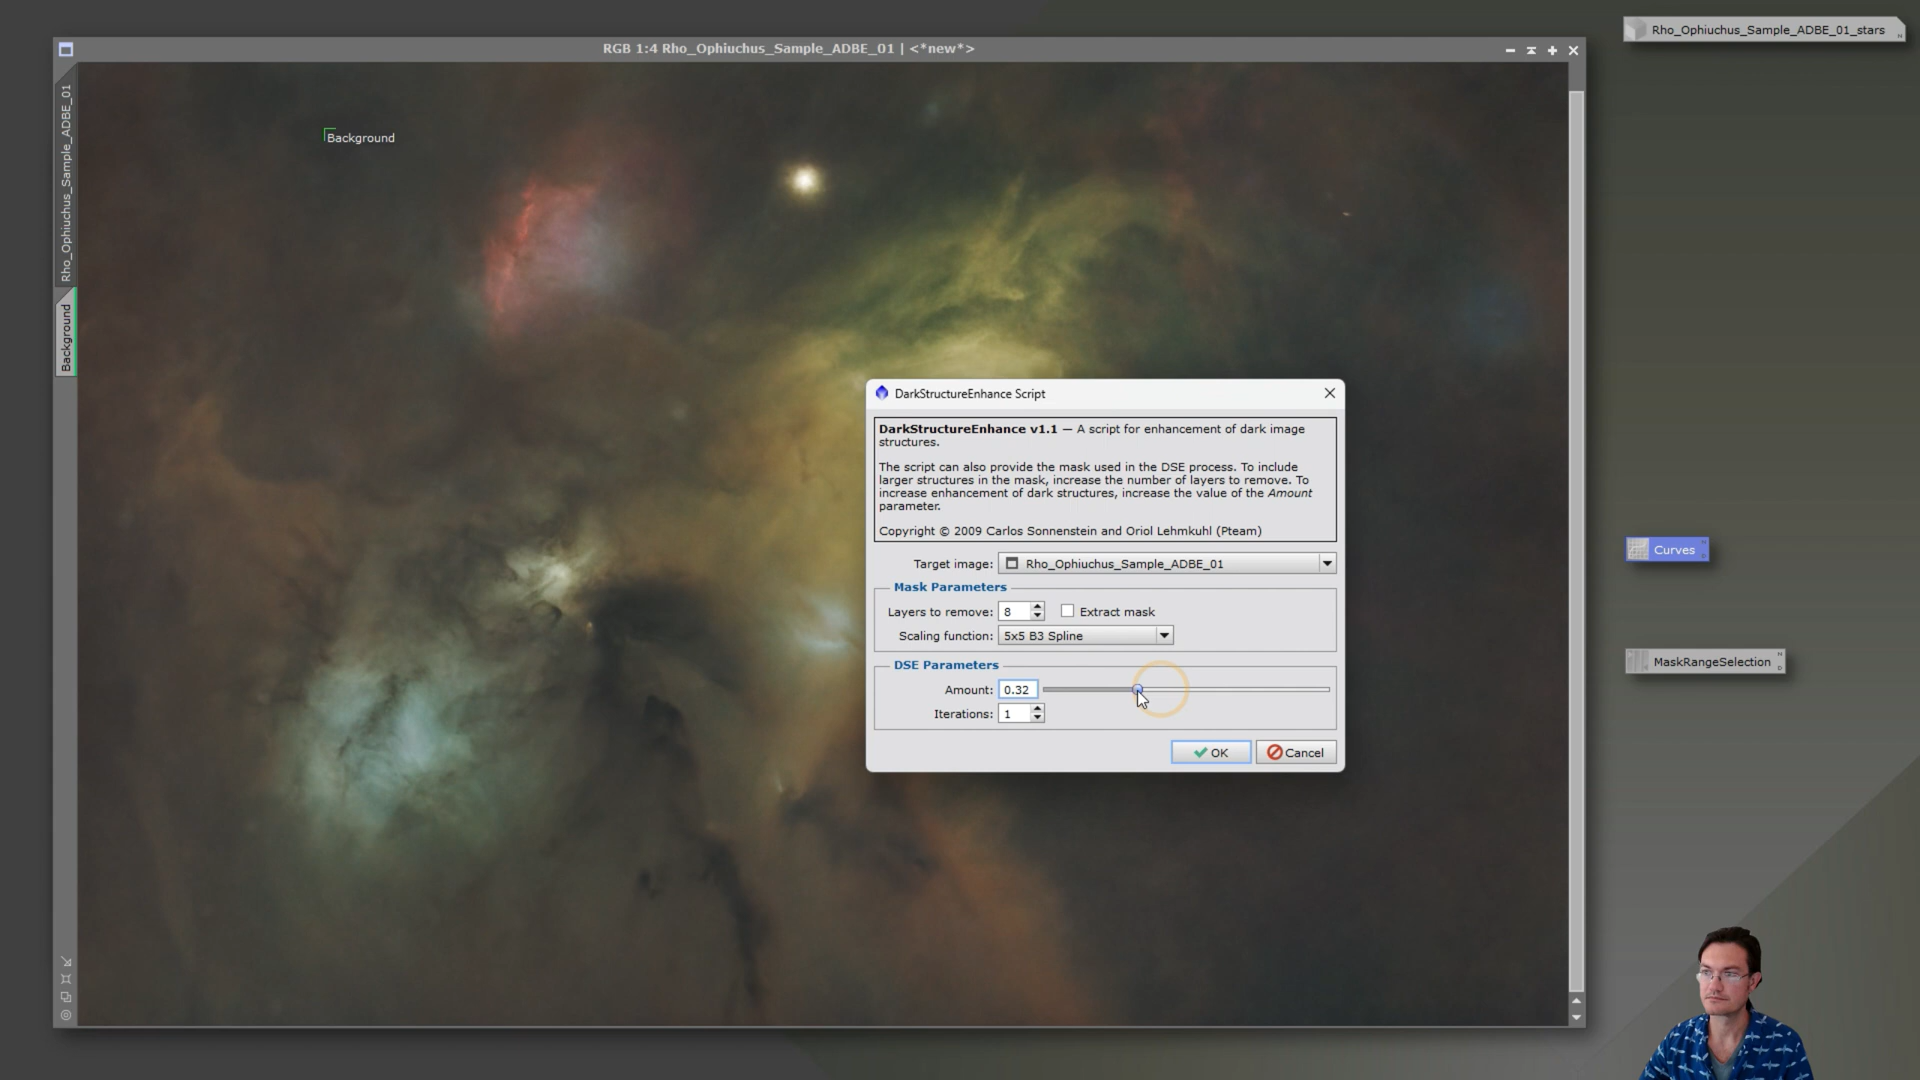 RGB 1:4 Rho_Ophiuchus_Sample_ADBE_01 | <*new*>
Rho_Ophiuchus_Sample_ADBE_01_stars
Rho_Ophiuchus_Sample_ADBE_01
Background
Background
DarkStructureEnhance Script
DarkStructureEnhance v1.1 — A script for enhancement of dark image
structures.
The script can also provide the mask used in the DSE process. To include
larger structures in the mask, increase the number of layers to remove. To
increase enhancement of dark structures, increase the value of the Amount
parameter.
Copyright © 2009 Carlos Sonnenstein and Oriol Lehmkuhl (Pteam)
Target image: Rho_Ophiuchus_Sample_ADBE_01
Mask Parameters
Layers to remove: 8 Extract mask
Scaling function: 5x5 B3 Spline
DSE Parameters
Amount: 0.32
Iterations: 1
OK Cancel
Curves
MaskRangeSelection